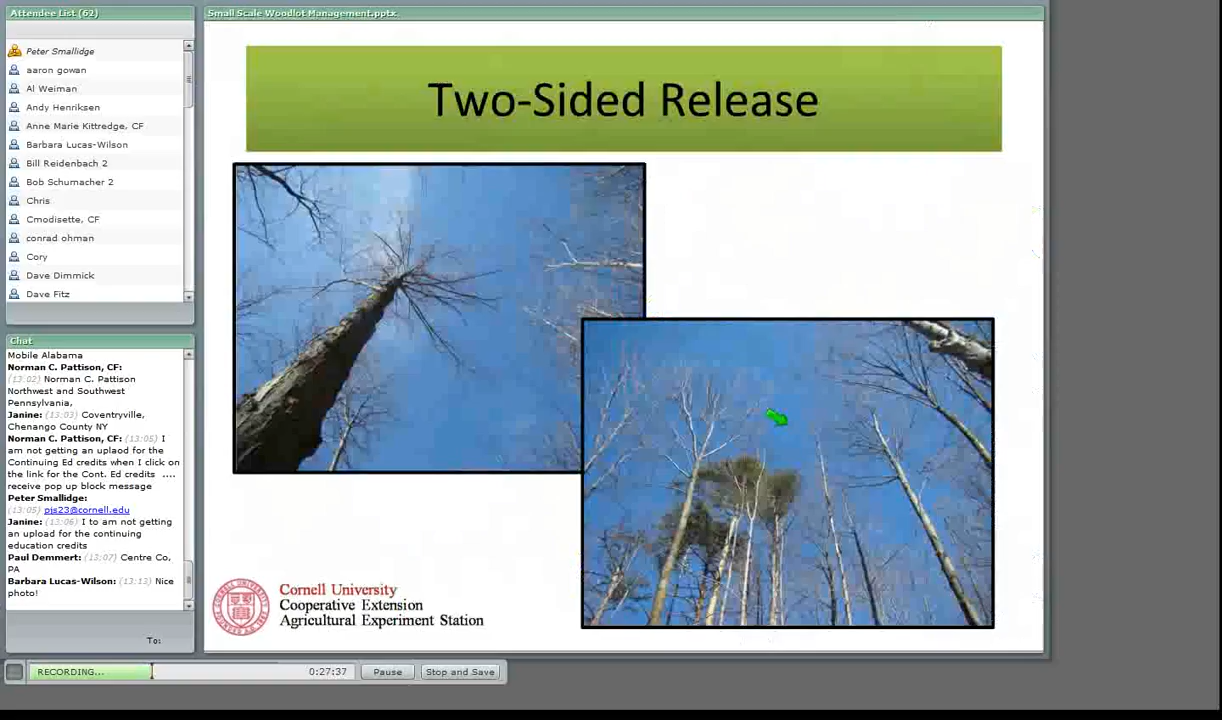 Attendee List (62)
Peter Smallidge
aaron gowan
Al Weiman
Andy Henriksen
Anne Marie Kittredge, CF
Barbara Lucas-Wilson
Bill Reidenbach 2
Bob Schumacher 2
Chris
Cmodisette, CF
conrad ohman
Cory
Dave Dimmick
Dave Fitz
Chat
Mobile Alabama
Norman C. Pattison, CF:
(13:02) Norman C. Pattison
Northwest and Southwest
Pennsylvania,
Janine: (13:03) Coventryville,
Chenango County NY
Norman C. Pattison, CF: (13:05) I
am not getting an uplaod for the
Continuing Ed credits when I click on
the link for the Cont. Ed credits ....
receive pop up block message
Peter Smallidge:
(13:05) pjs23@cornell.edu
Janine: (13:06) I to am not getting
an upload for the continuing
education credits
Paul Demmert: (13:07) Centre Co,
PA
Barbara Lucas-Wilson: (13:13) Nice
photo!
To:
Small Scale Woodlot Management.pptx
Two-Sided Release
Cornell University
Cooperative Extension
Agricultural Experiment Station
RECORDING...
0:27:37
Pause
Stop and Save